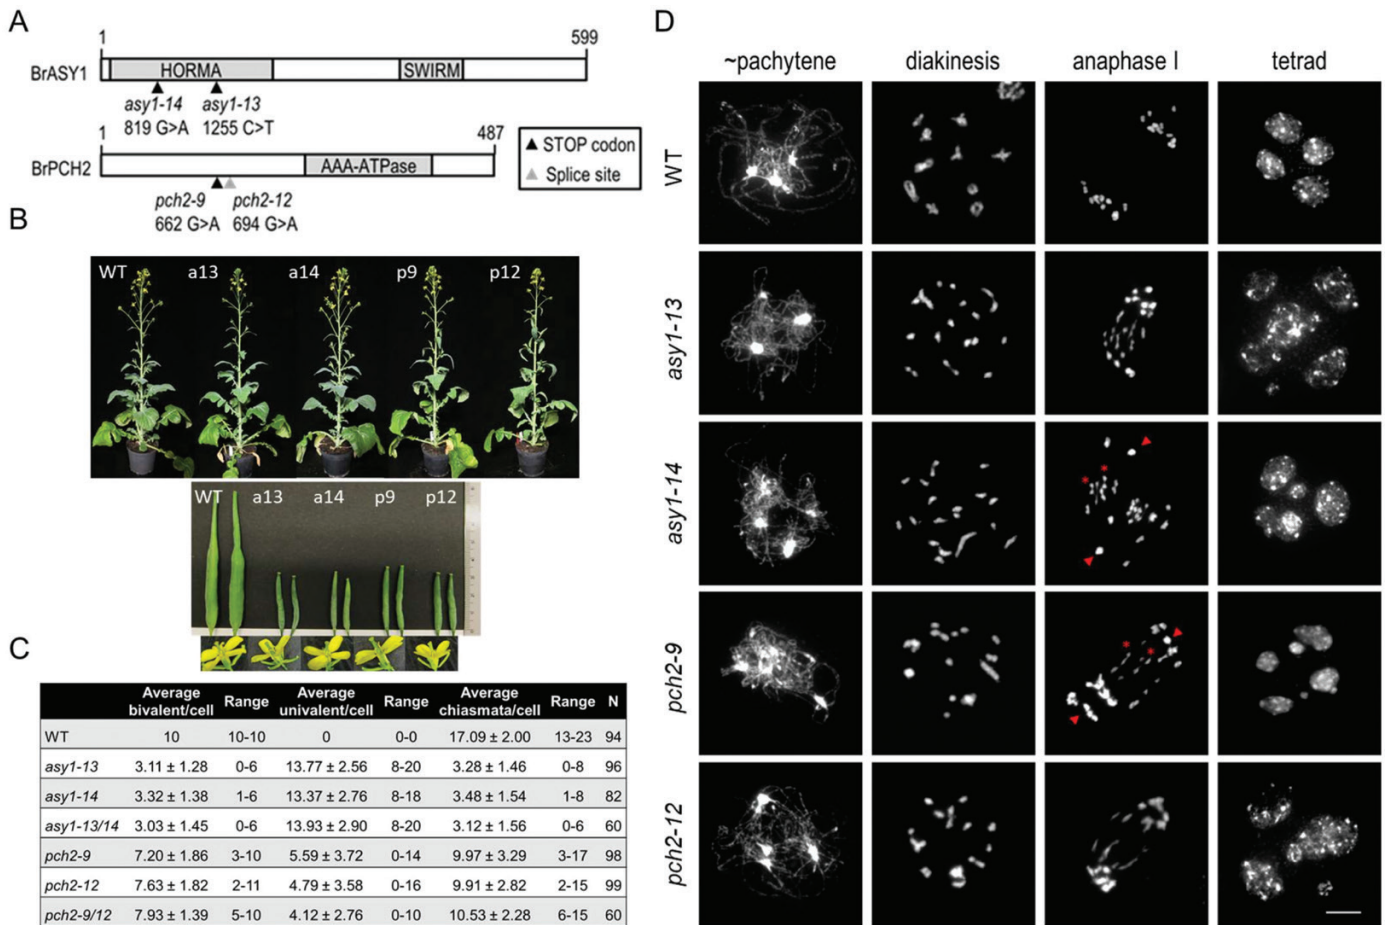 A
1 599
BrASY1 HORMA SWIRM
asy1-14 asy1-13
819 G>A 1255 C>T
1 487
BrPCH2 AAA-ATPase
pch2-9 pch2-12
662 G>A 694 G>A
STOP codon
Splice site
B
WT a13 a14 p9 p12
WT a13 a14 p9 p12
C
Average bivalent/cell Range Average univalent/cell Range Average chiasmata/cell Range N
WT 10 10-10 0 0-0 17.09 ± 2.00 13-23 94
asy1-13 3.11 ± 1.28 0-6 13.77 ± 2.56 8-20 3.28 ± 1.46 0-8 96
asy1-14 3.32 ± 1.38 1-6 13.37 ± 2.76 8-18 3.48 ± 1.54 1-8 82
asy1-13/14 3.03 ± 1.45 0-6 13.93 ± 2.90 8-20 3.12 ± 1.56 0-6 60
pch2-9 7.20 ± 1.86 3-10 5.59 ± 3.72 0-14 9.97 ± 3.29 3-17 98
pch2-12 7.63 ± 1.82 2-11 4.79 ± 3.58 0-16 9.91 ± 2.82 2-15 99
pch2-9/12 7.93 ± 1.39 5-10 4.12 ± 2.76 0-10 10.53 ± 2.28 6-15 60
D
~pachytene diakinesis anaphase I tetrad
WT
asy1-13
asy1-14
* *
pch2-9
* *
pch2-12